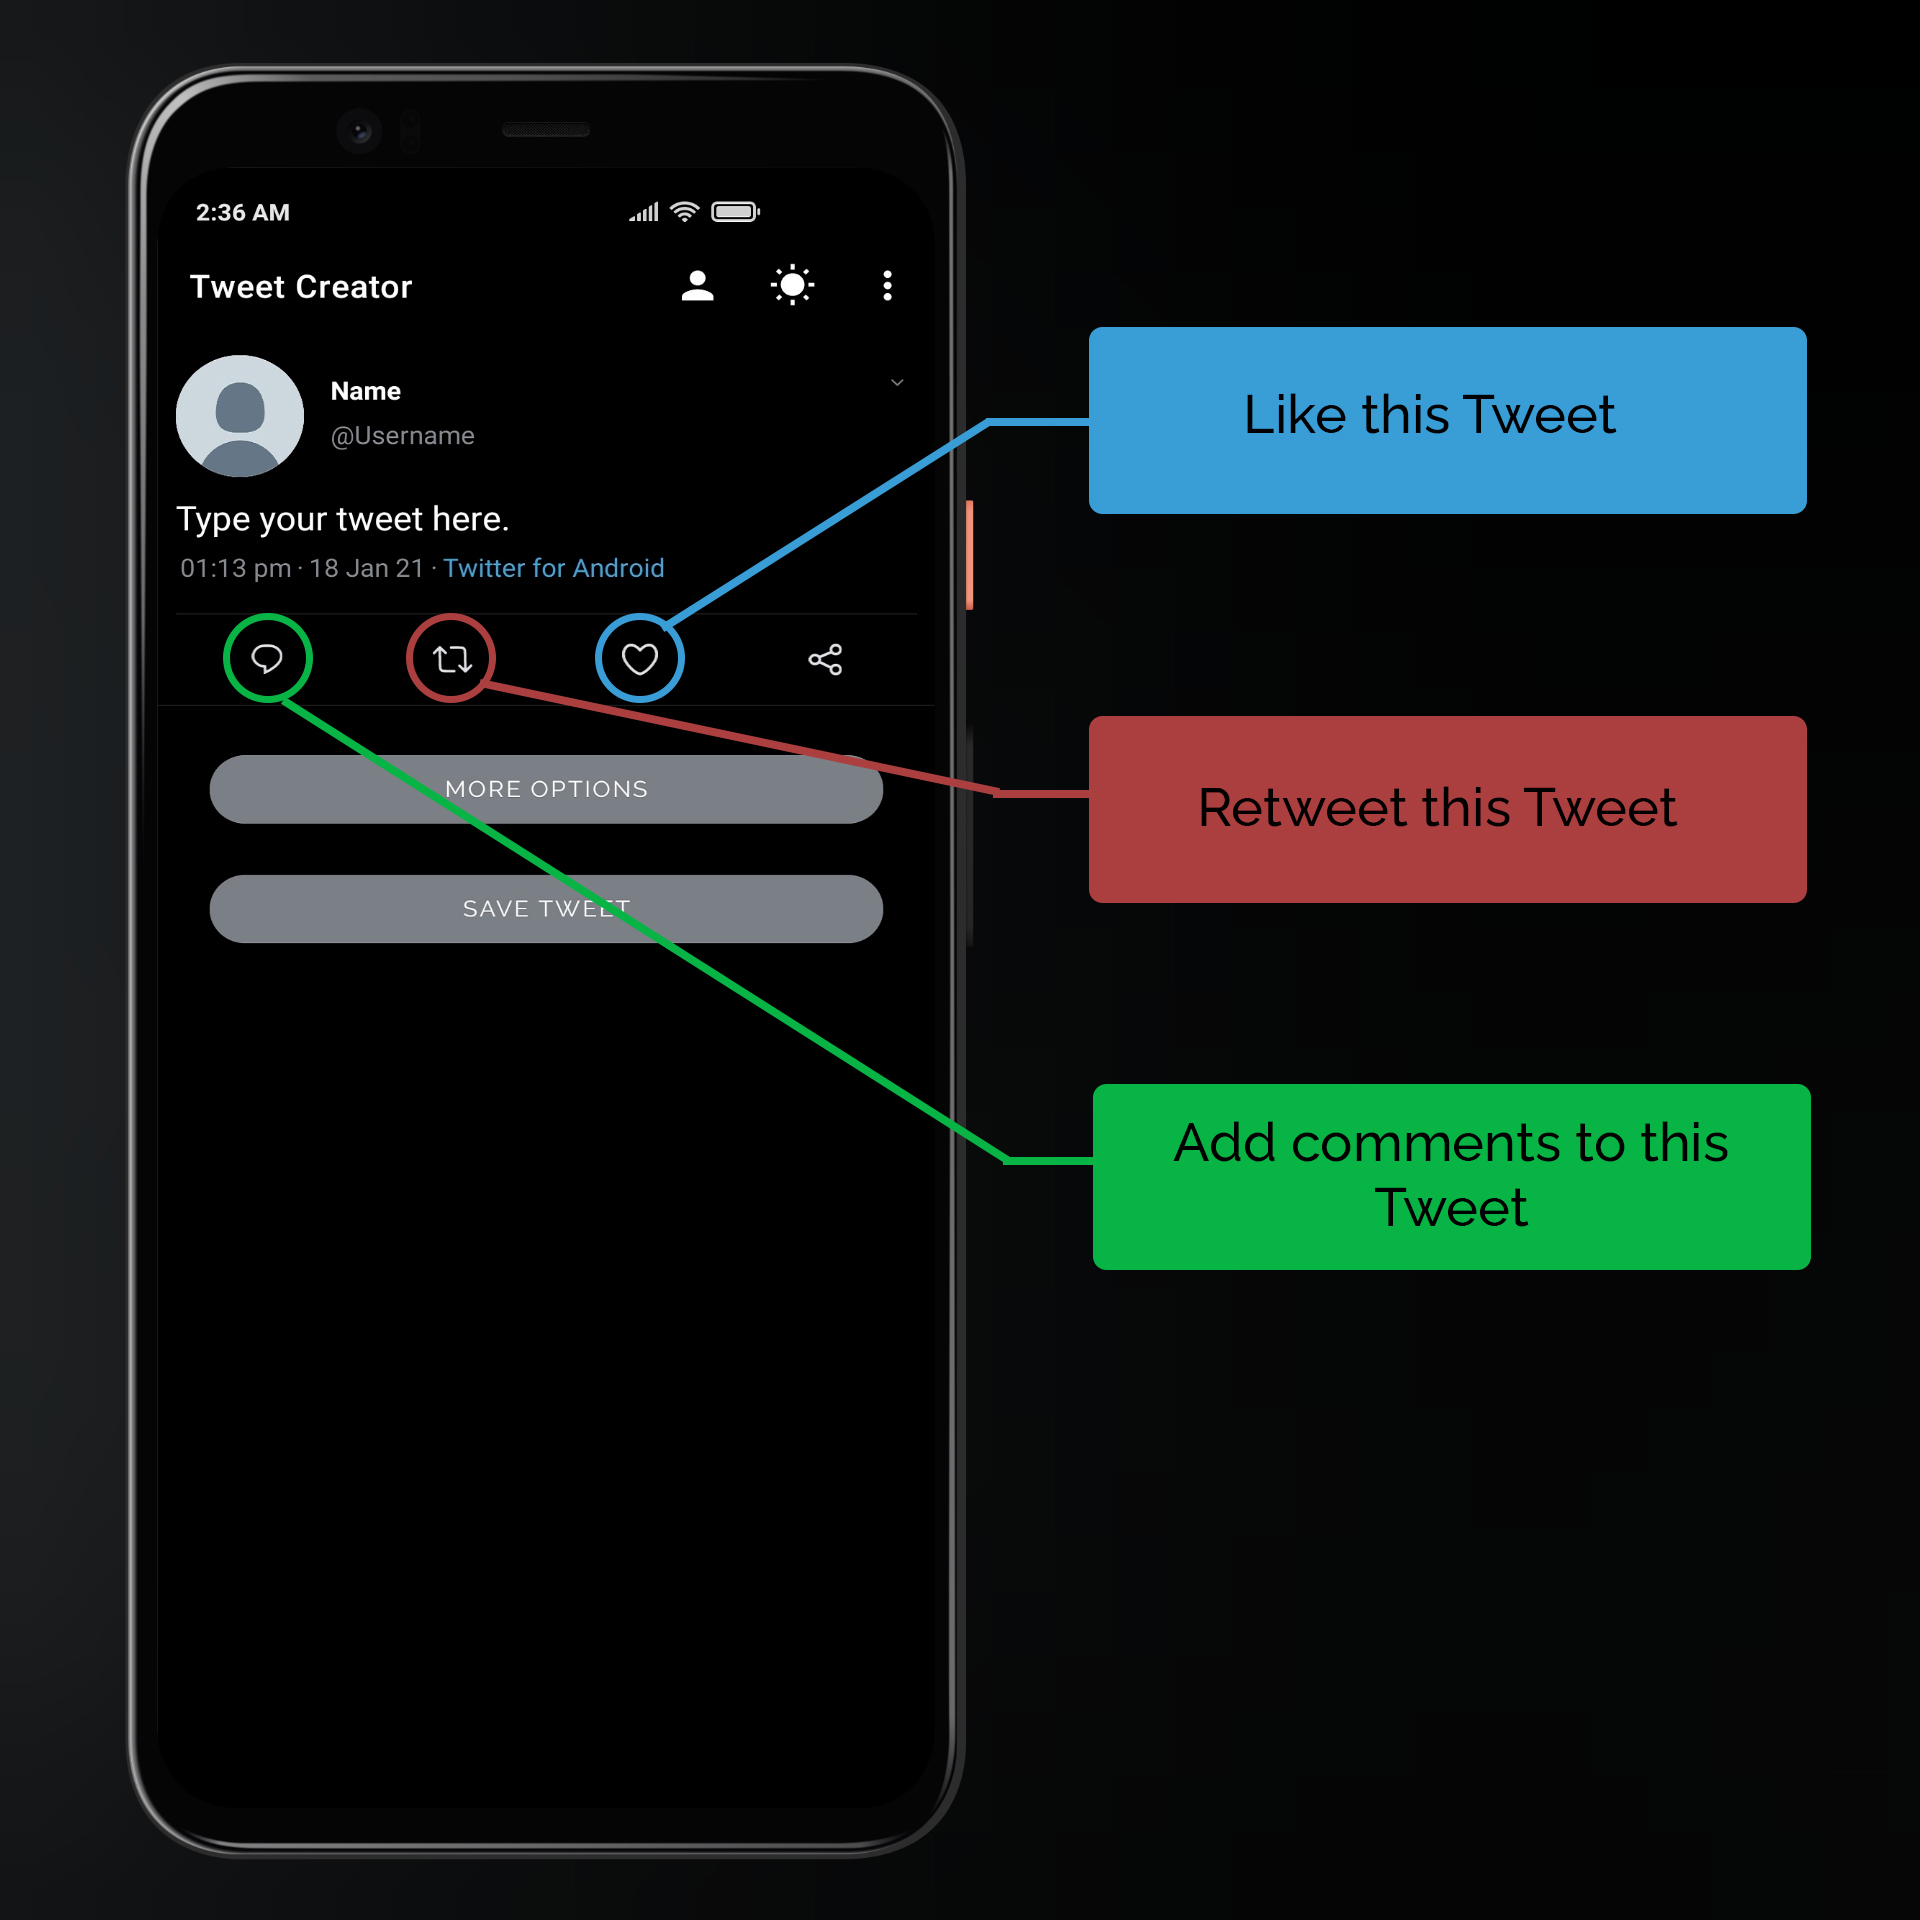 2:36 AM
Tweet Creator
Name
@Username
Type your tweet here.
01:13 pm · 18 Jan 21 · Twitter for Android
MORE OPTIONS
SAVE TWEET
Like this Tweet
Retweet this Tweet
Add comments to this
Tweet